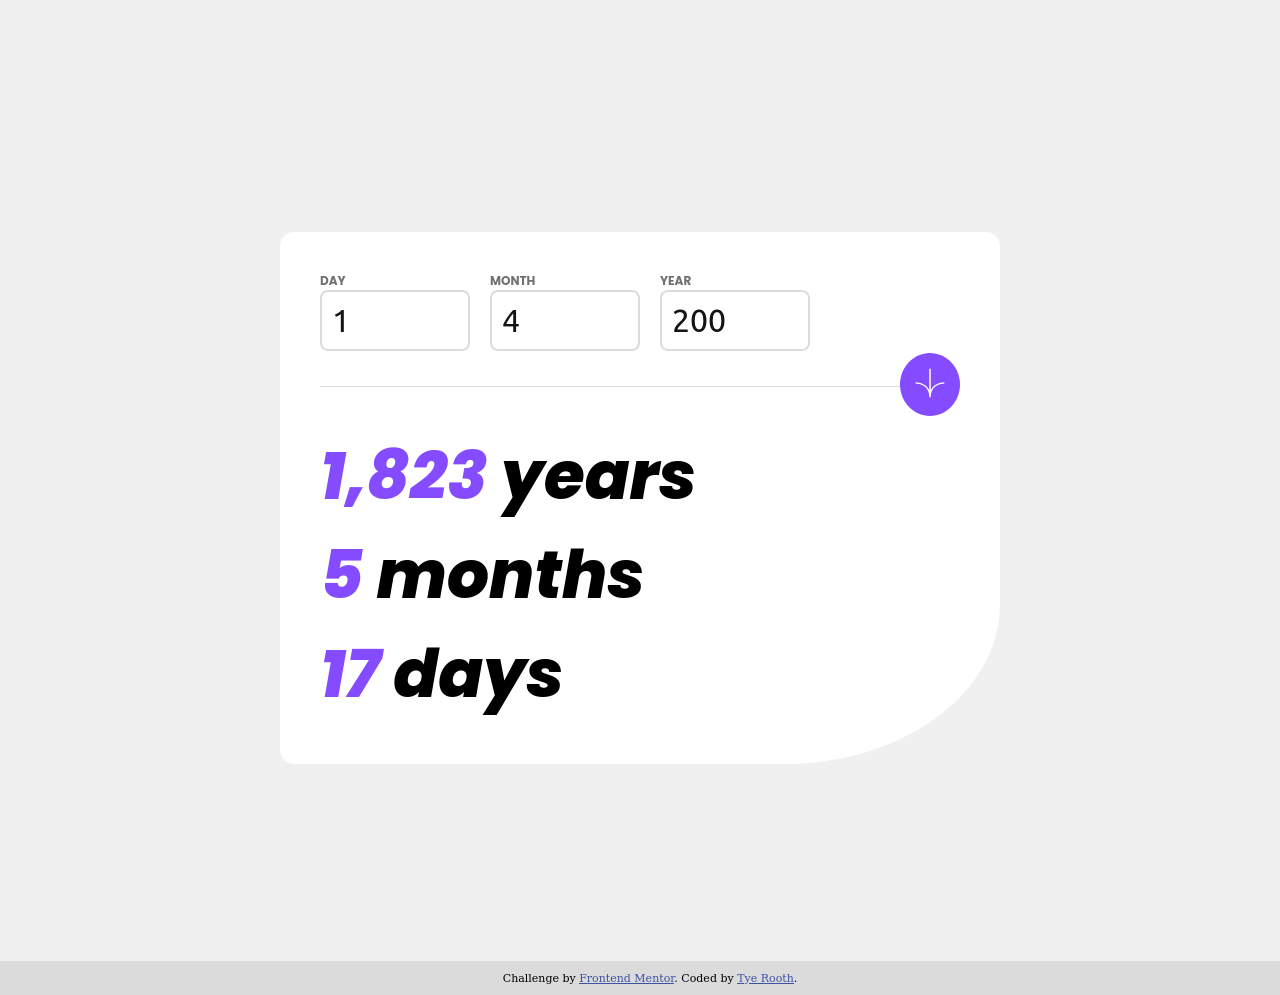 DAY MONTH YEAR
1 4 200
1,823 years
5 months
17 days
Challenge by Frontend Mentor. Coded by Tye Rooth.